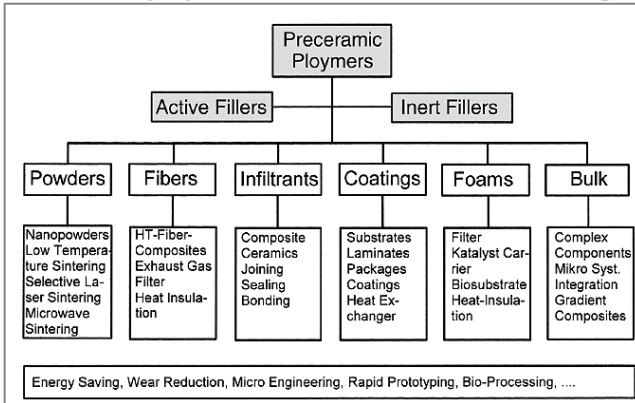 Preceramic
Ploymers
Active Fillers
Inert Fillers
Powders
Fibers
Infiltrants
Coatings
Foams
Bulk
Nanopowders
Low Tempera-
ture Sintering
Selective La-
ser Sintering
Microwave
Sintering
HT-Fiber-
Composites
Exhaust Gas
Filter
Heat Insula-
tion
Composite
Ceramics
Joining
Sealing
Bonding
Substrates
Laminates
Packages
Coatings
Heat Ex-
changer
Filter
Katalyst Car-
rier
Biosubstrate
Heat-Insula-
tion
Complex
Components
Mikro Syst.
Integration
Gradient
Composites
Energy Saving, Wear Reduction, Micro Engineering, Rapid Prototyping, Bio-Processing, ....